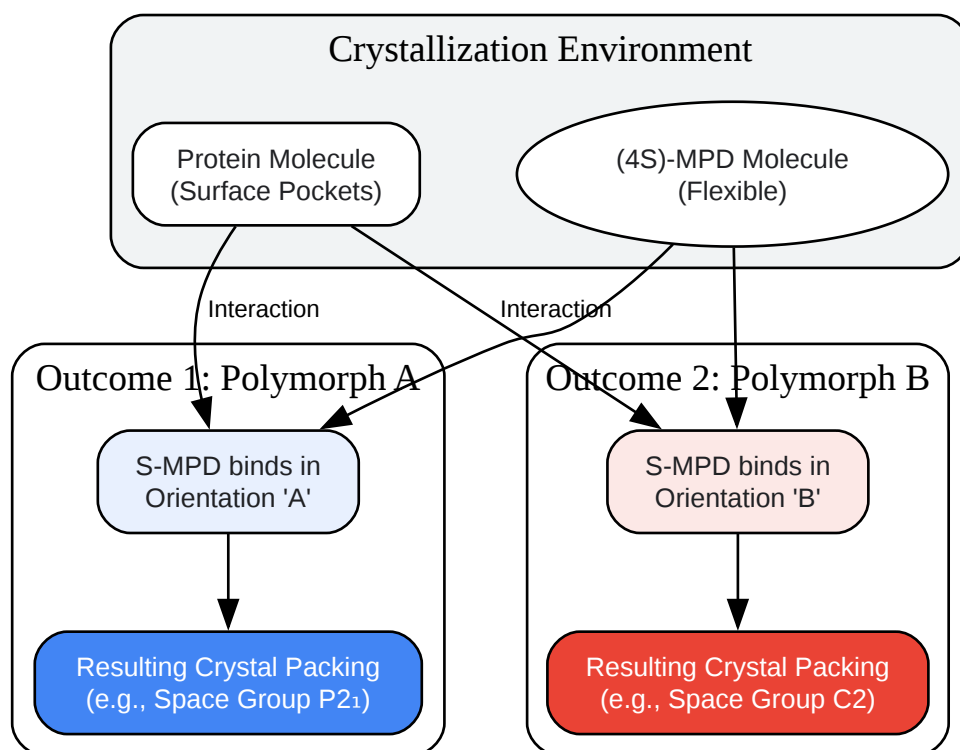 Crystallization Environment
Protein Molecule
(Surface Pockets)
(4S)-MPD Molecule
(Flexible)
Interaction
Interaction
Outcome 1: Polymorph A
S-MPD binds in
Orientation 'A'
Resulting Crystal Packing
(e.g., Space Group P2₁)
Outcome 2: Polymorph B
S-MPD binds in
Orientation 'B'
Resulting Crystal Packing
(e.g., Space Group C2)